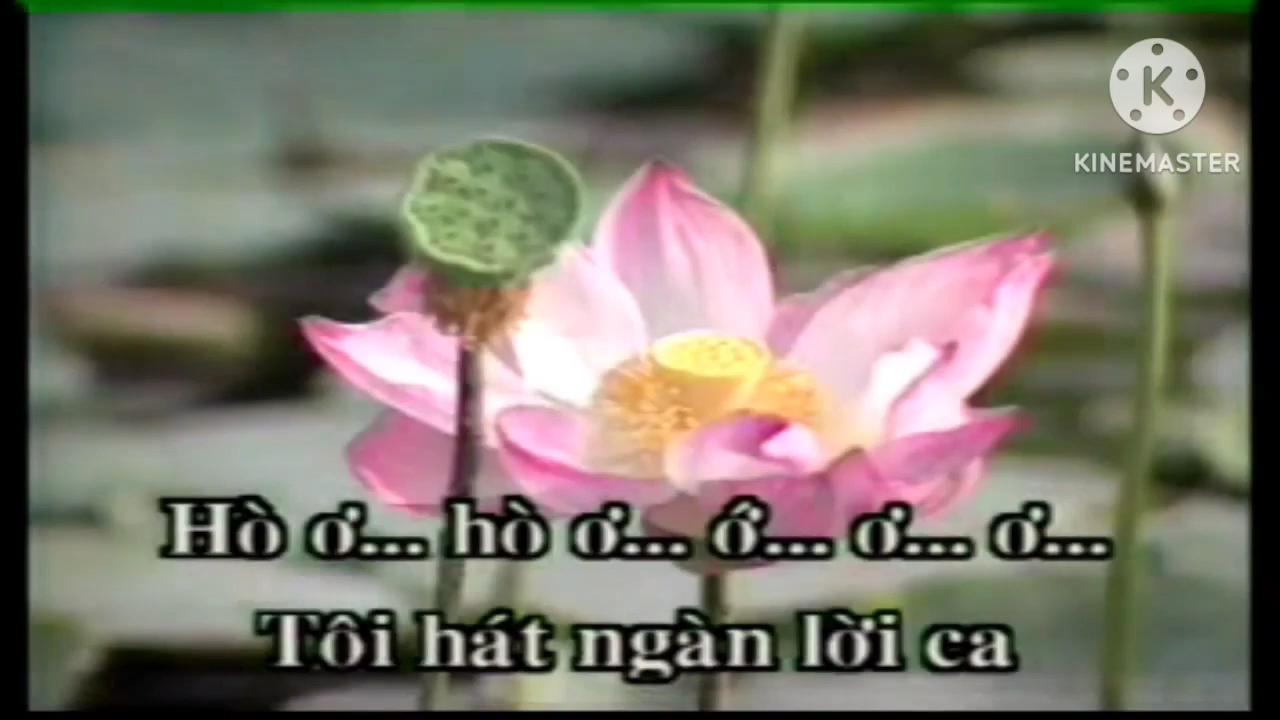 K
KINEMASTER
Hò ơ... hò ơ... ớ... ơ... ơ...
Tôi hát ngàn lời ca